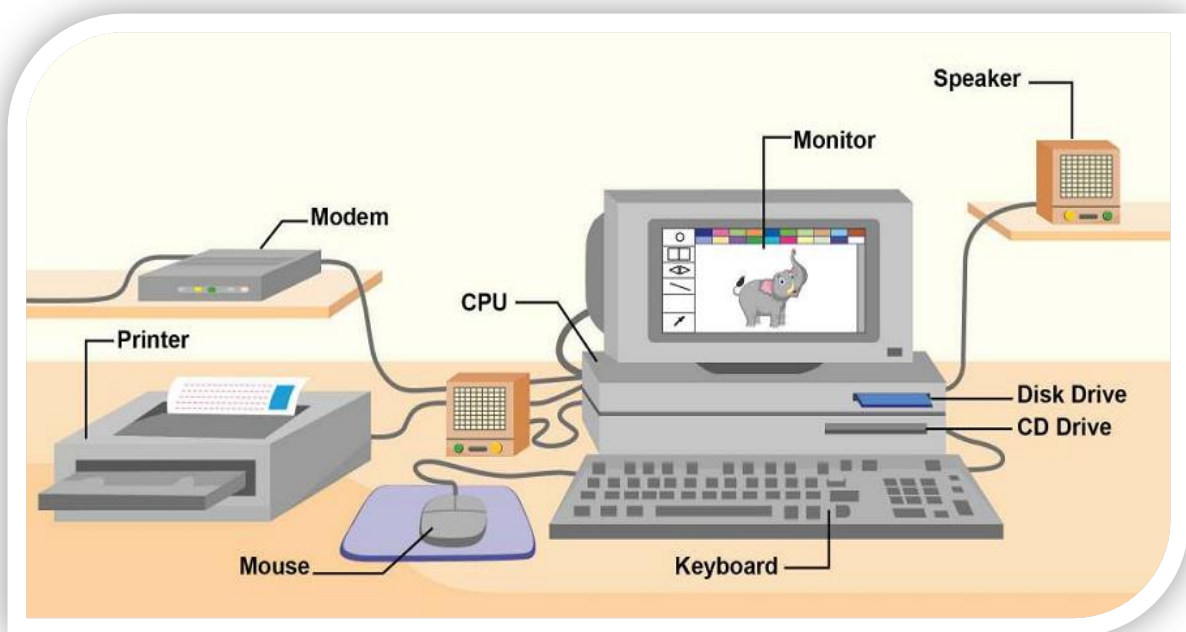 Speaker
Monitor
Modem
CPU
Printer
Disk Drive
CD Drive
Mouse
Keyboard